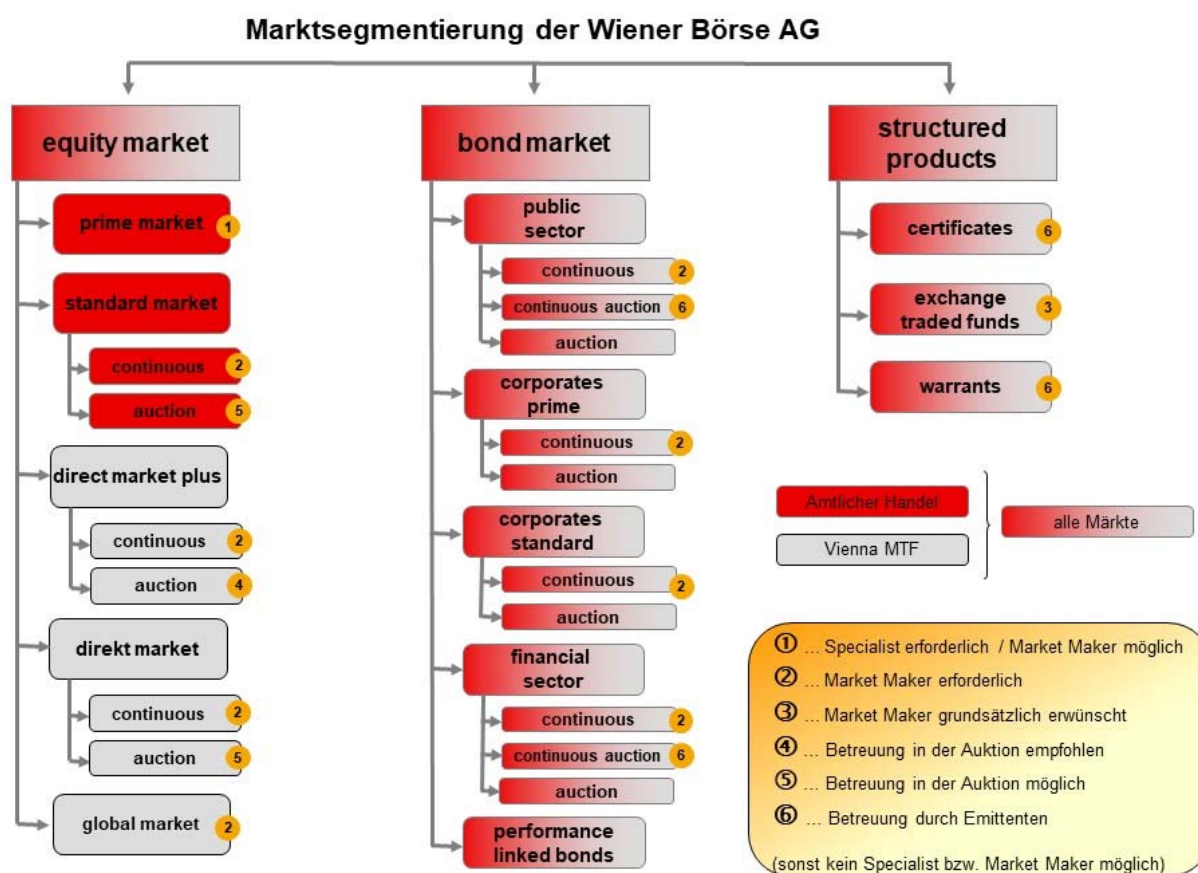 Marktsegmentierung der Wiener Börse AG
equity market
prime market
1
standard market
continuous
2
auction
5
direct market plus
continuous
2
auction
4
direkt market
continuous
2
auction
5
global market
2
bond market
public
sector
continuous
2
continuous auction
6
auction
corporates
prime
continuous
2
auction
corporates
standard
continuous
2
auction
financial
sector
continuous
2
continuous auction
6
auction
performance
linked bonds
structured
products
certificates
6
exchange
traded funds
3
warrants
6
Amtlicher Handel
Vienna MTF
alle Märkte
① ... Specialist erforderlich / Market Maker möglich
② ... Market Maker erforderlich
③ ... Market Maker grundsätzlich erwünscht
④ ... Betreuung in der Auktion empfohlen
⑤ ... Betreuung in der Auktion möglich
⑥ ... Betreuung durch Emittenten
(sonst kein Specialist bzw. Market Maker möglich)